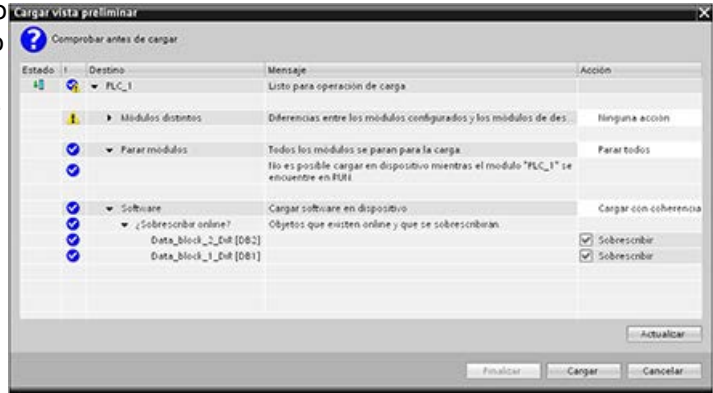 Cargar vista preliminar
Comprobar antes de cargar
Estado ! Destino Mensaje Acción
PLC_1 Listo para operación de carga
Módulos distintos Diferencias entre los módulos configurados y los módulos de des... Ninguna acción
Parar módulos Todos los módulos se paran para la carga. Parar todos
No es posible cargar en dispositivo mientras el modulo "PLC_1" se
encuentre en RUN.
Software Cargar software en dispositivo Cargar con coherencia
¿Sobrescribir online? Objetos que existen online y que se sobrescribirán.
Data_block_2_DxR [DB2] Sobrescribir
Data_block_1_DxR [DB1] Sobrescribir
Actualizar
Finalizar Cargar Cancelar